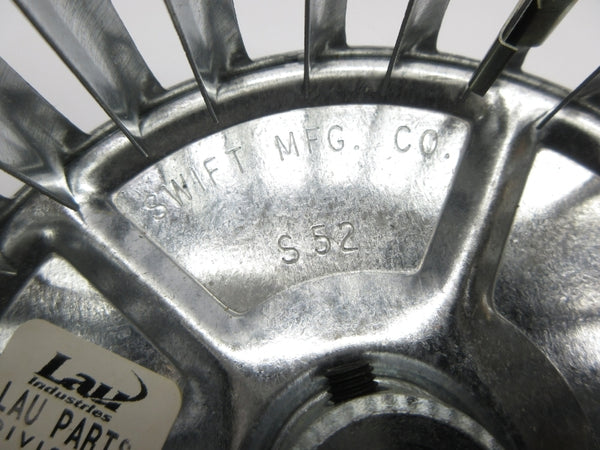 SWIFT MFG. CO.
S52
Lau
Industries
LAU PARTS